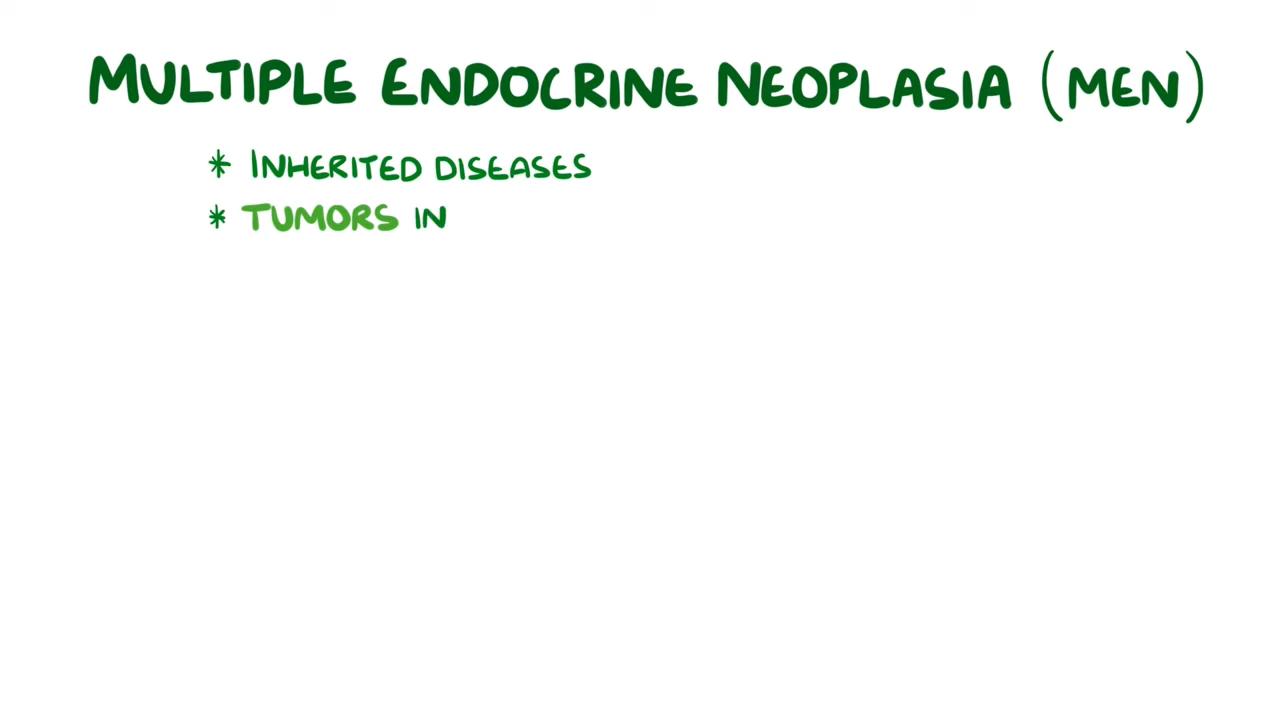 MULTIPLE ENDOCRINE NEOPLASIA (MEN)
* INHERITED DISEASES
* TUMORS IN